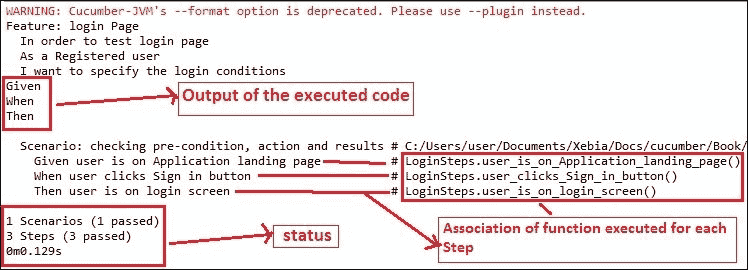 WARNING: Cucumber-JVM's --format option is deprecated. Please use --plugin instead.
Feature: login Page
In order to test login page
As a Registered user
I want to specify the login conditions
Given
When
Then
Output of the executed code
Scenario: checking pre-condition, action and results # C:/Users/user/Documents/Xebia/Docs/cucumber/Book/
Given user is on Application landing page # LoginSteps.user_is_on_Application_landing_page()
When user clicks Sign in button # LoginSteps.user_clicks_Sign_in_button()
Then user is on login screen # LoginSteps.user_is_on_login_screen()
1 Scenarios (1 passed)
3 Steps (3 passed)
0m0.129s
status
Association of function executed for each
Step